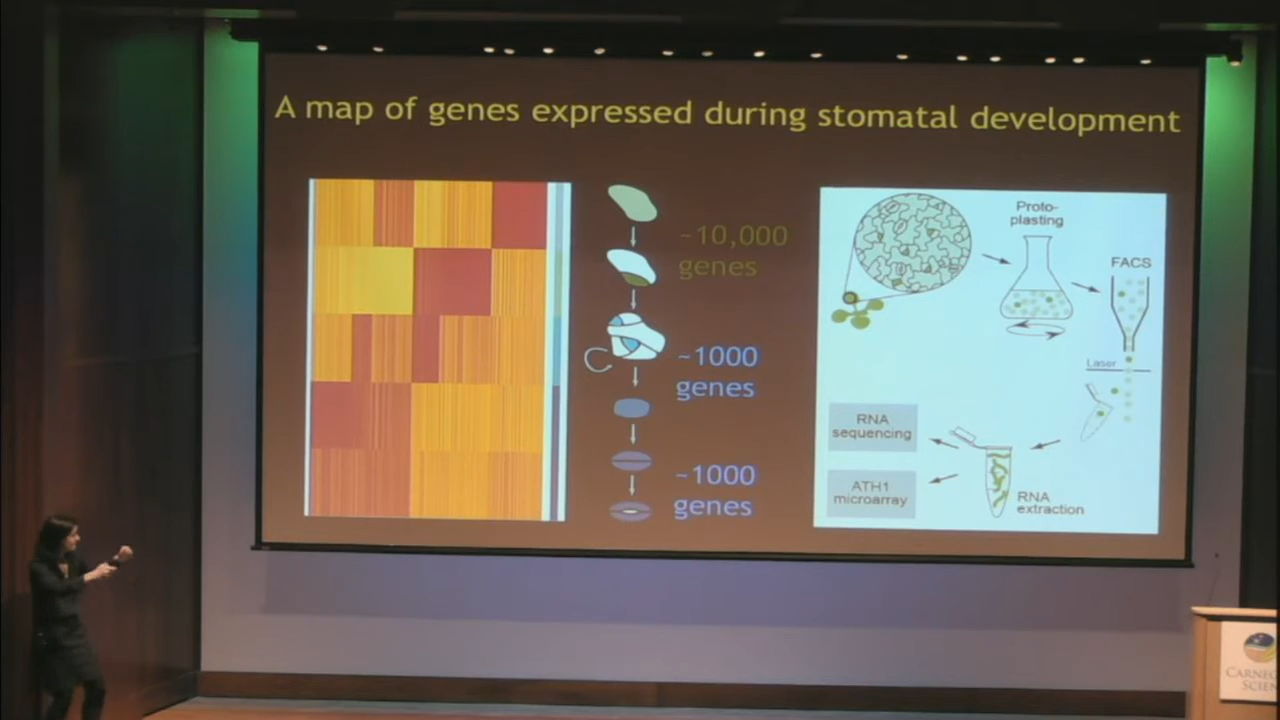 A map of genes expressed during stomatal development
~10,000
genes
~1000
genes
~1000
genes
Proto-
plasting
FACS
Laser
RNA
sequencing
ATH1
microarray
RNA
extraction